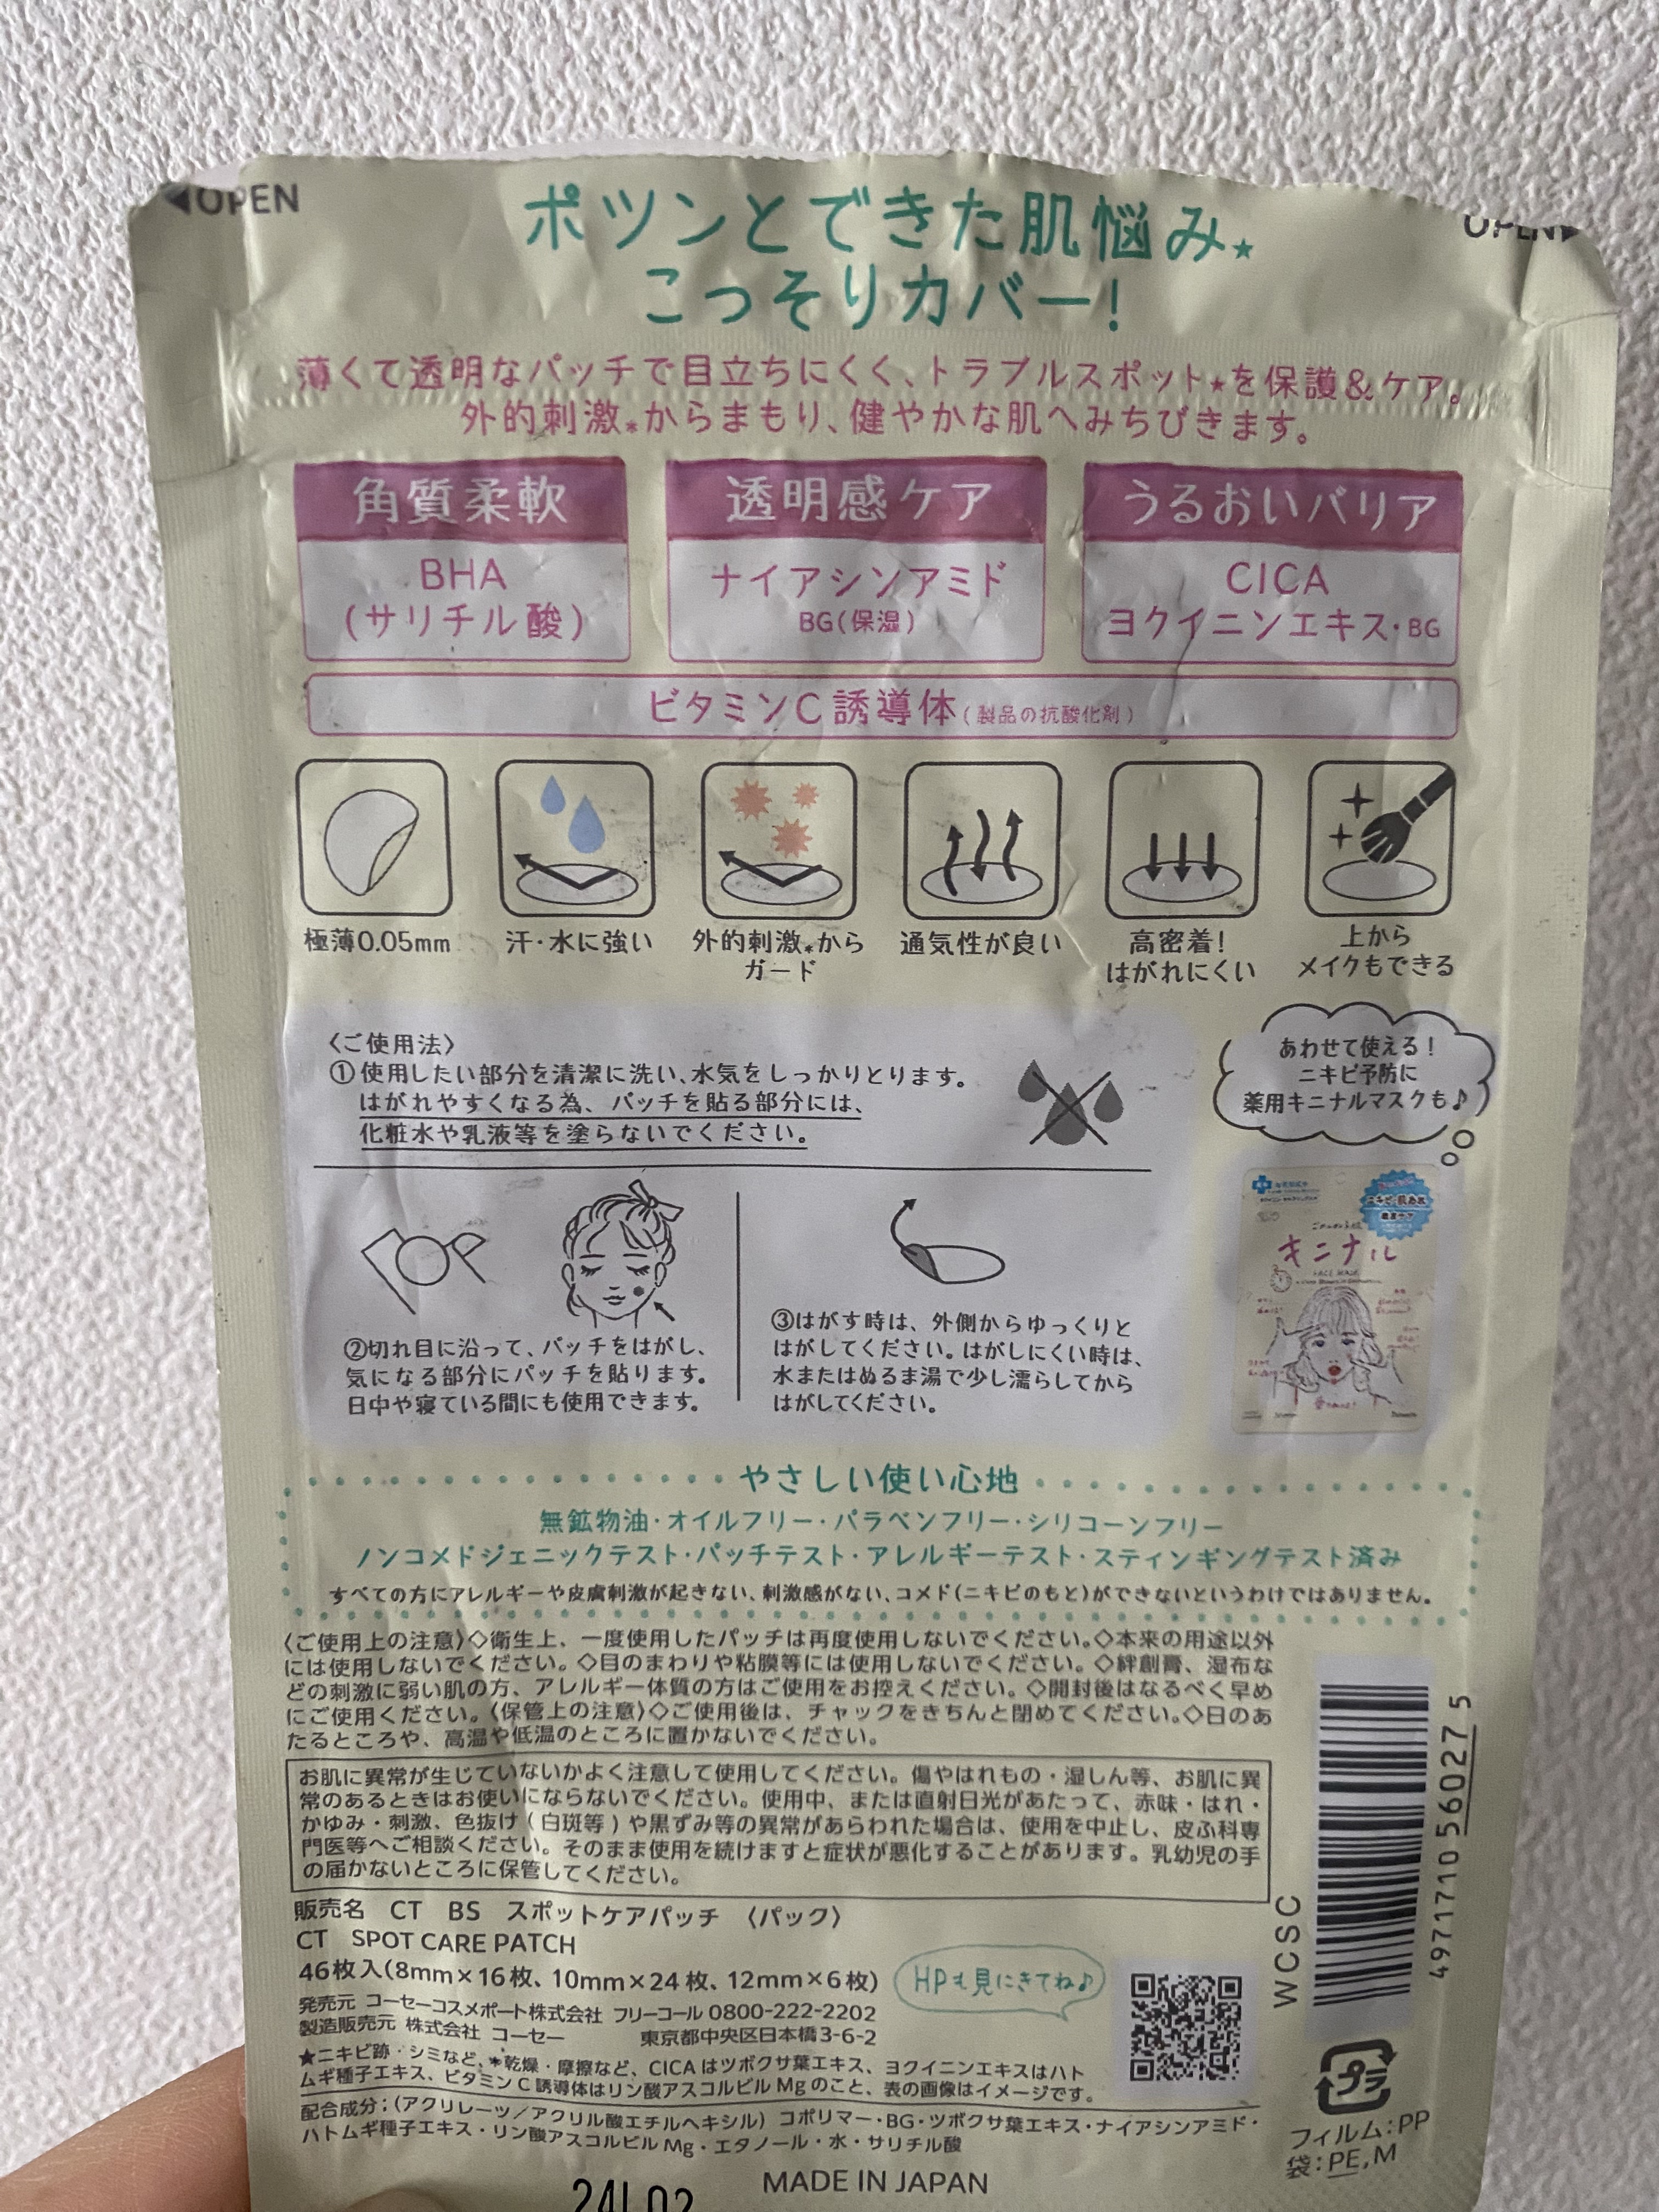 ◀OPEN
OPEN▶
ポツンとできた肌悩み★
こっそりカバー!
薄くて透明なパッチで目立ちにくく、トラブルスポット★を保護&ケア。
外的刺激*からまもり、健やかな肌へみちびきます。
角質柔軟
BHA
(サリチル酸)
透明感ケア
ナイアシンアミド
BG(保湿)
うるおいバリア
CICA
ヨクイニンエキス・BG
ビタミンC誘導体(製品の抗酸化剤)
極薄0.05mm
汗・水に強い
外的刺激*から
ガード
通気性が良い
高密着!
はがれにくい
上から
メイクもできる
〈ご使用法〉
①使用したい部分を清潔に洗い、水気をしっかりとります。
はがれやすくなる為、パッチを貼る部分には、
化粧水や乳液等を塗らないでください。
②切れ目に沿って、パッチをはがし、
気になる部分にパッチを貼ります。
日中や寝ている間にも使用できます。
③はがす時は、外側からゆっくりと
はがしてください。はがしにくい時は、
水またはぬるま湯で少し濡らしてから
はがしてください。
あわせて使える!
ニキビ予防に
薬用キニナルマスクも♪
キニナル
FACE MASK
やさしい使い心地
無鉱物油・オイルフリー・パラベンフリー・シリコーンフリー
ノンコメドジェニックテスト・パッチテスト・アレルギーテスト・スティンギングテスト済み
すべての方にアレルギーや皮膚刺激が起きない、刺激感がない、コメド(ニキビのもと)ができないというわけではありません。
〈ご使用上の注意〉◇衛生上、一度使用したパッチは再度使用しないでください。◇本来の用途以外
には使用しないでください。◇目のまわりや粘膜等には使用しないでください。◇絆創膏、湿布な
どの刺激に弱い肌の方、アレルギー体質の方はご使用をお控えください。◇開封後はなるべく早め
にご使用ください。〈保管上の注意〉◇ご使用後は、チャックをきちんと閉めてください。◇日のあ
たるところや、高温や低温のところに置かないでください。
お肌に異常が生じていないかよく注意して使用してください。傷やはれもの・湿しん等、お肌に異
常のあるときはお使いにならないでください。使用中、または直射日光があたって、赤味・はれ・
かゆみ・刺激、色抜け(白斑等)や黒ずみ等の異常があらわれた場合は、使用を中止し、皮ふ科専
門医等へご相談ください。そのまま使用を続けますと症状が悪化することがあります。乳幼児の手
の届かないところに保管してください。
販売名 CT BS スポットケアパッチ 〈パック〉
CT SPOT CARE PATCH
46枚入(8mm×16枚、10mm×24枚、12mm×6枚)
発売元 コーセーコスメポート株式会社 フリーコール 0800-222-2202
製造販売元 株式会社 コーセー 東京都中央区日本橋3-6-2
HPも見にきてね♪
★ニキビ跡・シミなど、*乾燥・摩擦など、CICAはツボクサ葉エキス、ヨクイニンエキスはハト
ムギ種子エキス、ビタミンC誘導体はリン酸アスコルビルMgのこと、表の画像はイメージです。
配合成分:(アクリレーツ/アクリル酸エチルヘキシル)コポリマー・BG・ツボクサ葉エキス・ナイアシンアミド・
ハトムギ種子エキス・リン酸アスコルビルMg・エタノール・水・サリチル酸
MADE IN JAPAN
24L02
WCSC
4971710560275
プラ
フィルム:PP
袋:PE,M